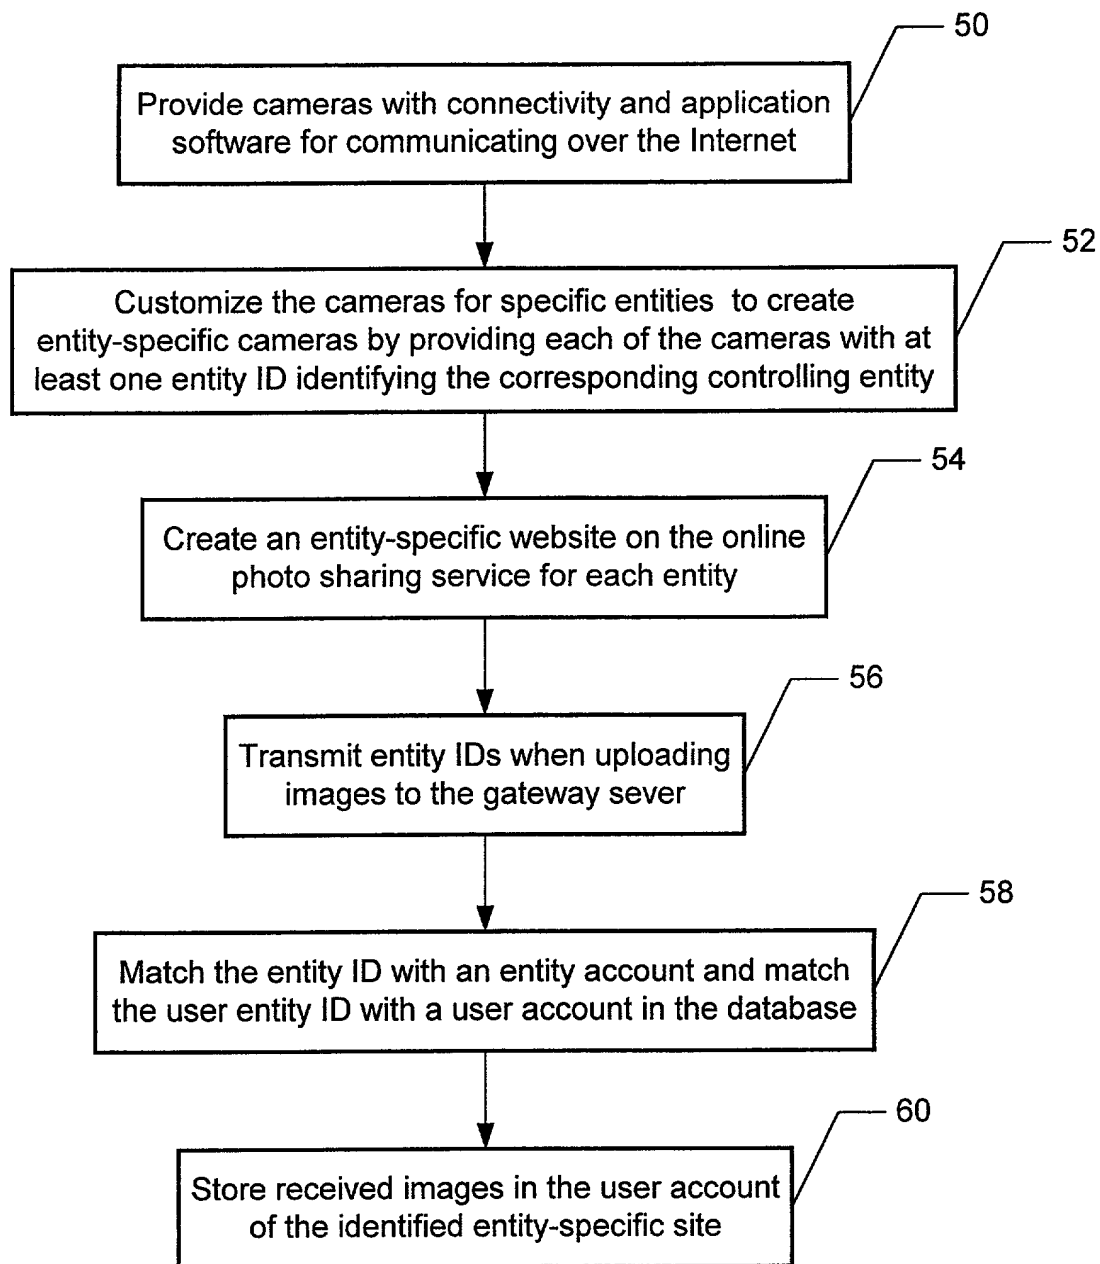 50
Provide cameras with connectivity and application
software for communicating over the Internet
52
Customize the cameras for specific entities to create
entity-specific cameras by providing each of the cameras with at
least one entity ID identifying the corresponding controlling entity
54
Create an entity-specific website on the online
photo sharing service for each entity
56
Transmit entity IDs when uploading
images to the gateway sever
58
Match the entity ID with an entity account and match
the user entity ID with a user account in the database
60
Store received images in the user account
of the identified entity-specific site